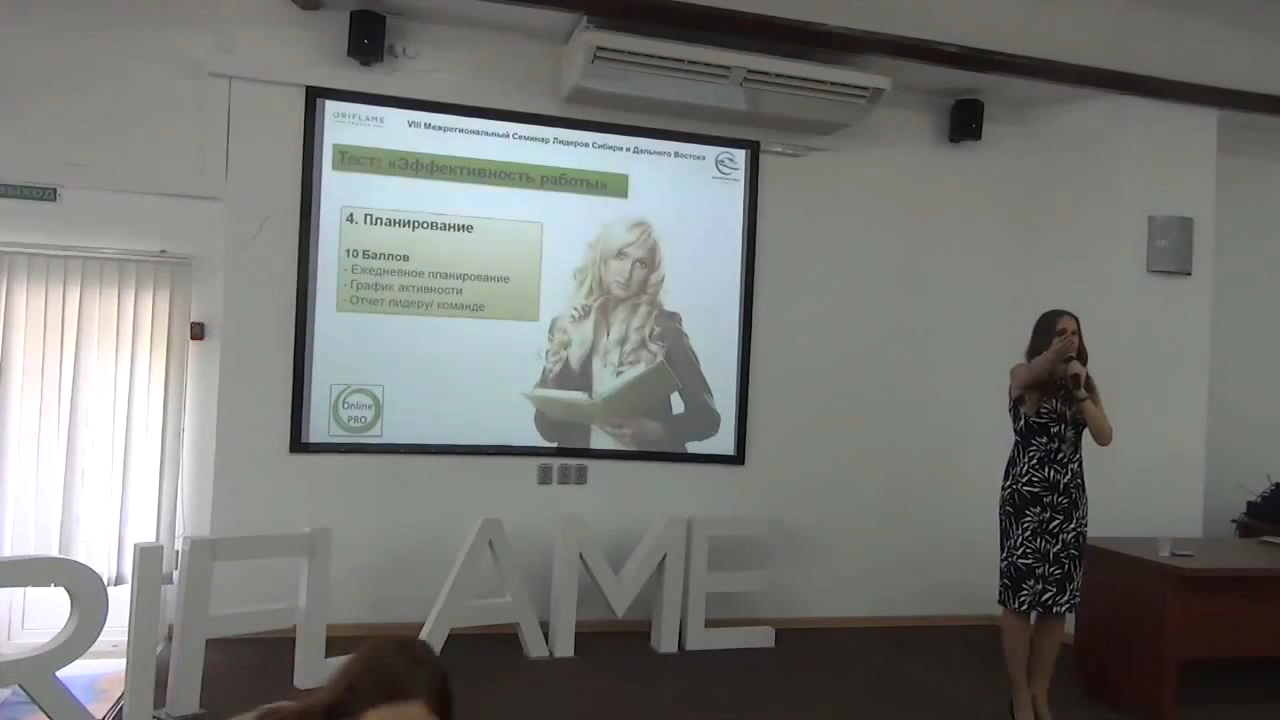 ORIFLAME
VIII Межрегиональный Семинар Лидеров Сибири и Дальнего Востока
Тест: «Эффективность работы»
4. Планирование
10 Баллов
- Ежедневное планирование
- График активности
- Отчет лидеру/ команде
Online
PRO
ВЫХОД
RIFLAME